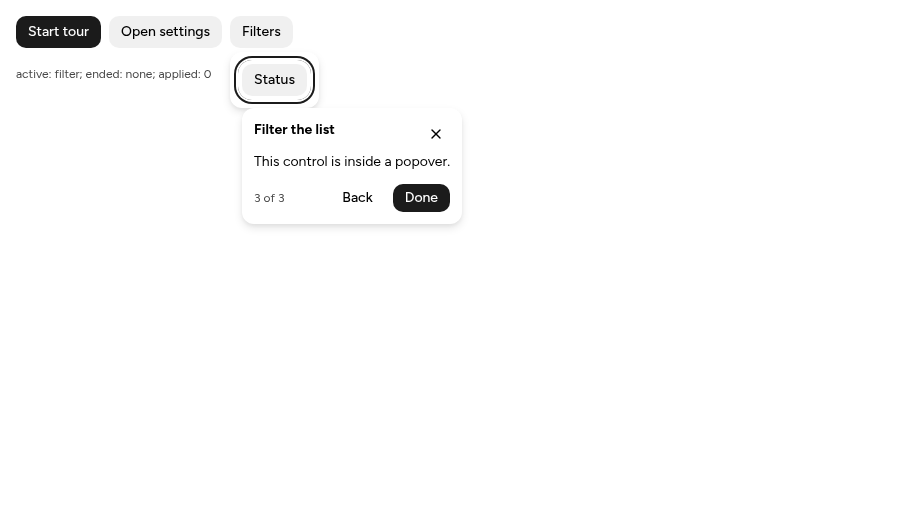 Start tour
Open settings
Filters
active: filter; ended: none; applied: 0
Status
Filter the list
This control is inside a popover.
3 of 3
Back
Done